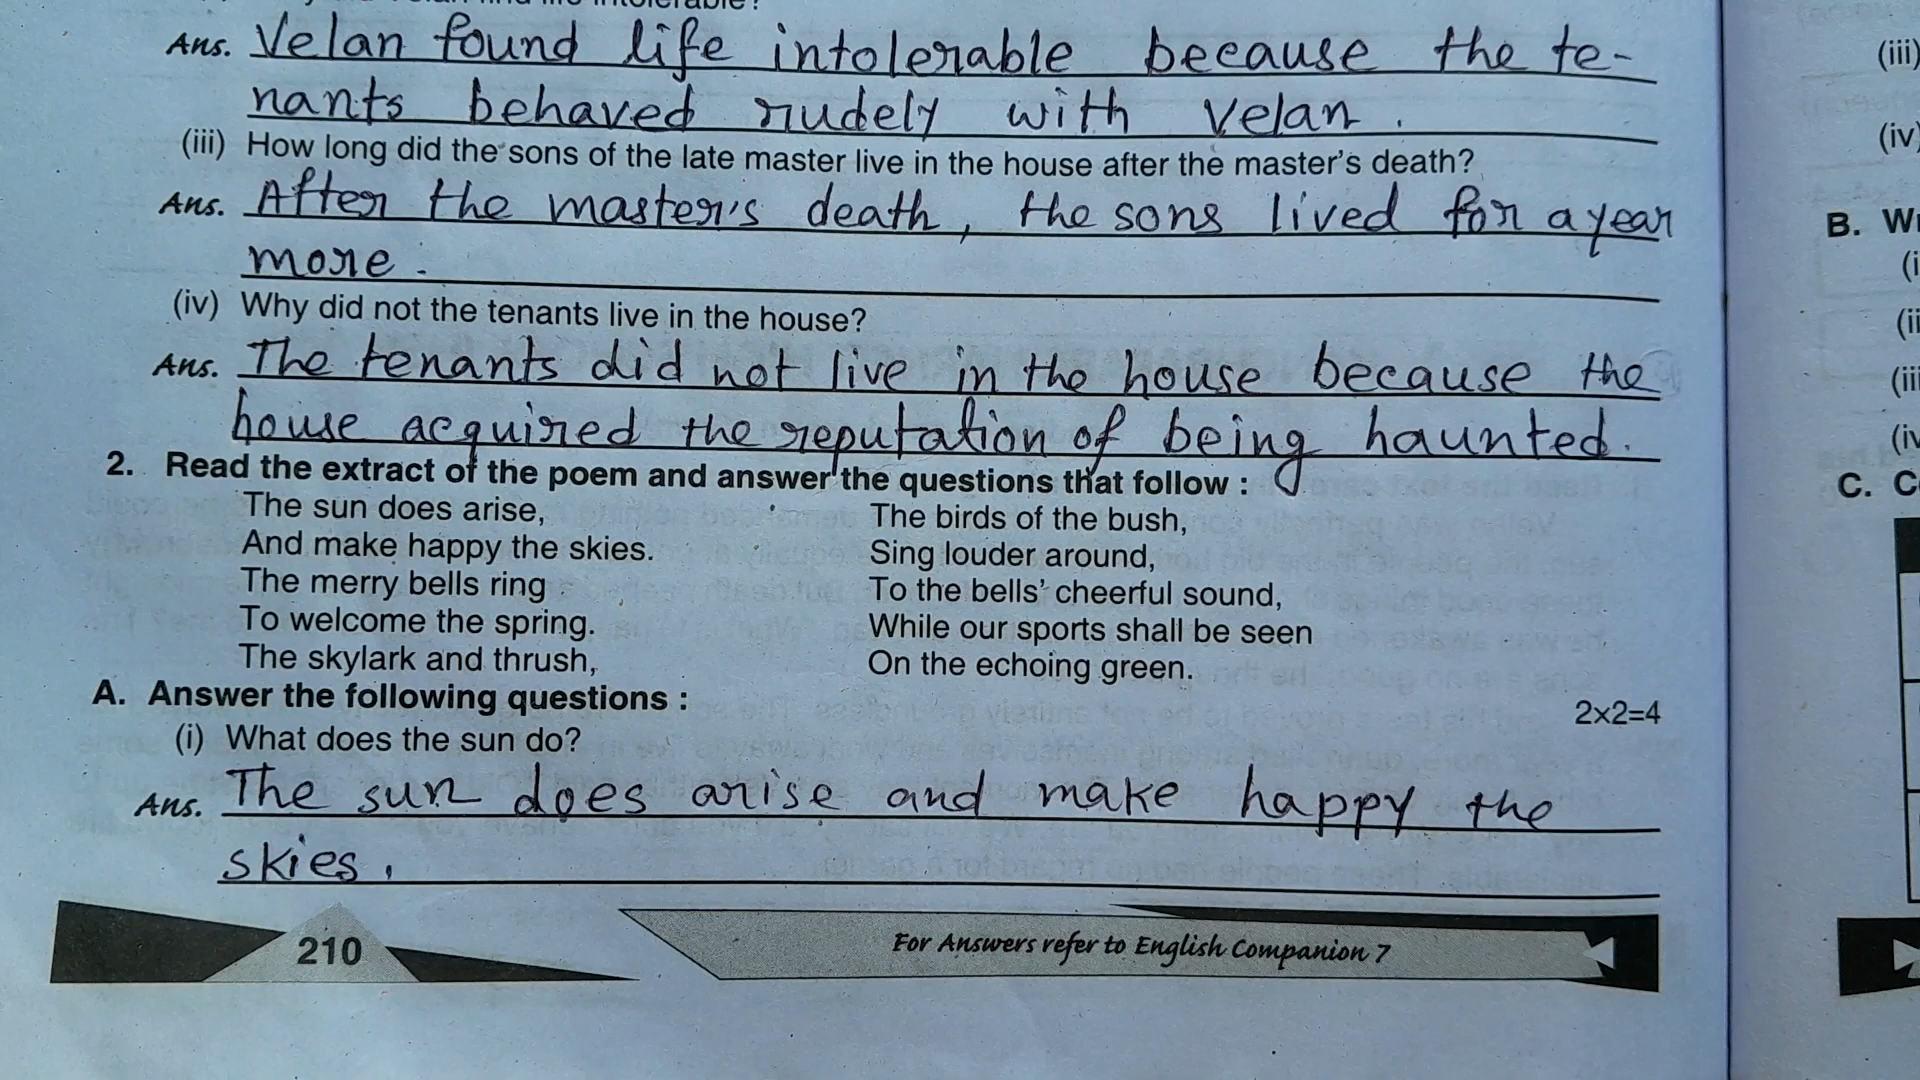 intolerable?
Ans. Velan found life intolerable because the te-
nants behaved rudely with Velan.
(iii) How long did the sons of the late master live in the house after the master's death?
Ans. After the master's death, the sons lived for a year
more.
(iv) Why did not the tenants live in the house?
Ans. The tenants did not live in the house because the
house acquired the reputation of being haunted.
2. Read the extract of the poem and answer the questions that follow :
The sun does arise,
And make happy the skies.
The merry bells ring
To welcome the spring.
The skylark and thrush,
The birds of the bush,
Sing louder around,
To the bells' cheerful sound,
While our sports shall be seen
On the echoing green.
A. Answer the following questions : 2×2=4
(i) What does the sun do?
Ans. The sun does arise and make happy the
skies.
210
For Answers refer to English Companion 7
(iii)
(iv)
B.
C.